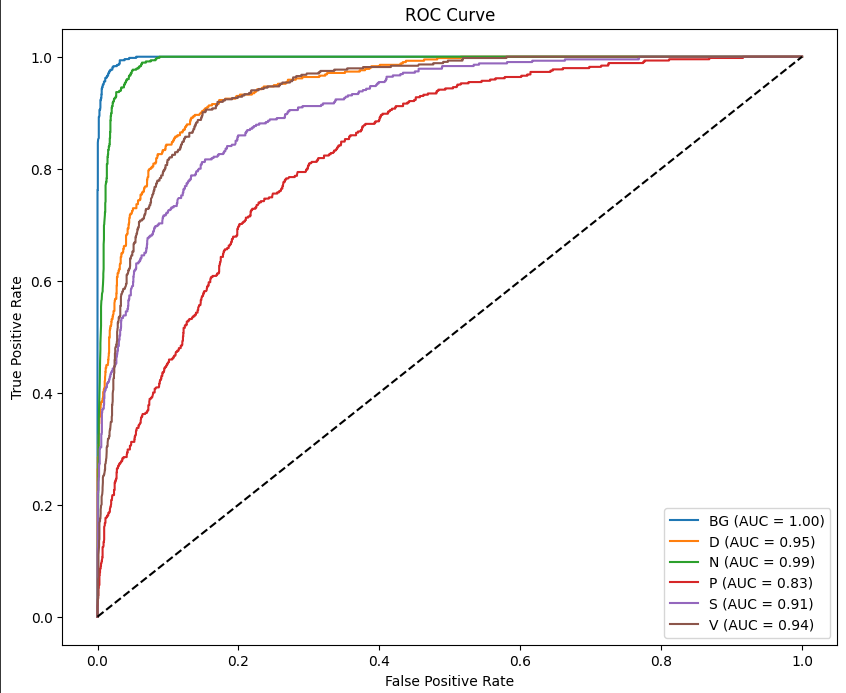 ROC Curve
True Positive Rate
1.0
0.8
0.6
0.4
0.2
0.0
0.0 0.2 0.4 0.6 0.8 1.0
False Positive Rate
BG (AUC = 1.00)
D (AUC = 0.95)
N (AUC = 0.99)
P (AUC = 0.83)
S (AUC = 0.91)
V (AUC = 0.94)